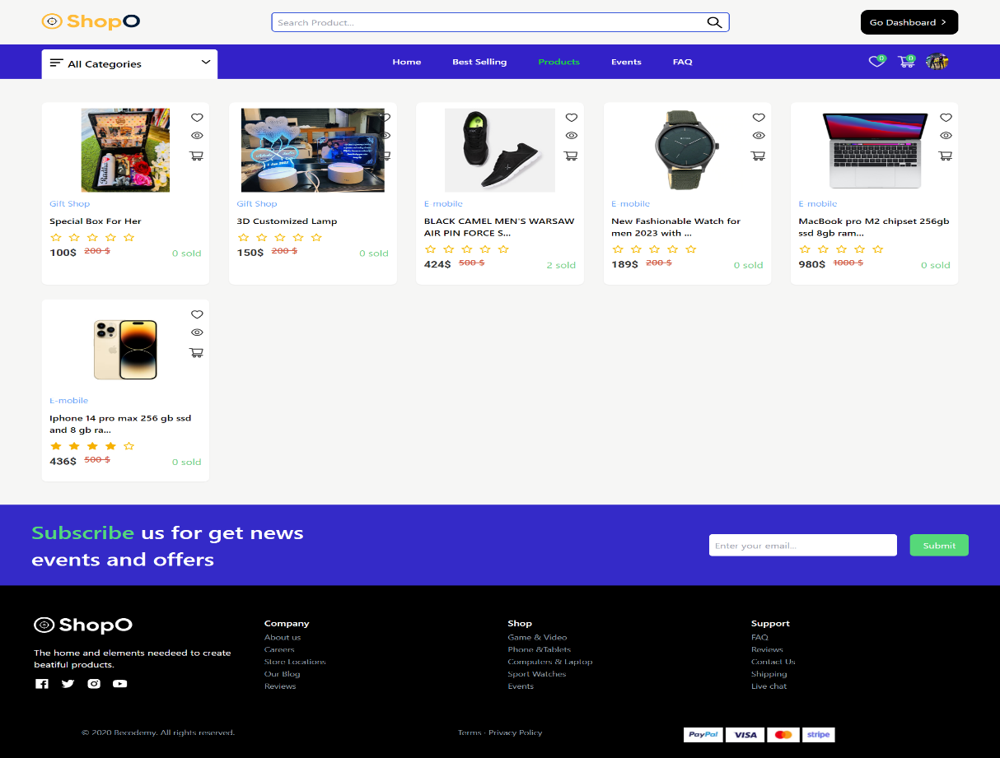 ShopO
Search Product...
Go Dashboard >
All Categories
Home
Best Selling
Products
Events
FAQ
0
0
Gift Shop
Special Box For Her
100$ 200 $
0 sold
Gift Shop
3D Customized Lamp
150$ 200 $
0 sold
E-mobile
BLACK CAMEL MEN'S WARSAW
AIR PIN FORCE S...
424$ 500 $
2 sold
E-mobile
New Fashionable Watch for
men 2023 with ...
189$ 200 $
0 sold
E-mobile
MacBook pro M2 chipset 256gb
ssd 8gb ram...
980$ 1000 $
0 sold
E-mobile
Iphone 14 pro max 256 gb ssd
and 8 gb ra...
436$ 500 $
0 sold
Subscribe us for get news
events and offers
Enter your email...
Submit
ShopO
The home and elements needeed to create
beatiful products.
Company
About us
Careers
Store Locations
Our Blog
Reviews
Shop
Game & Video
Phone &Tablets
Computers & Laptop
Sport Watches
Events
Support
FAQ
Reviews
Contact Us
Shipping
Live chat
© 2020 Becodemy. All rights reserved.
Terms · Privacy Policy
PayPal
VISA
stripe